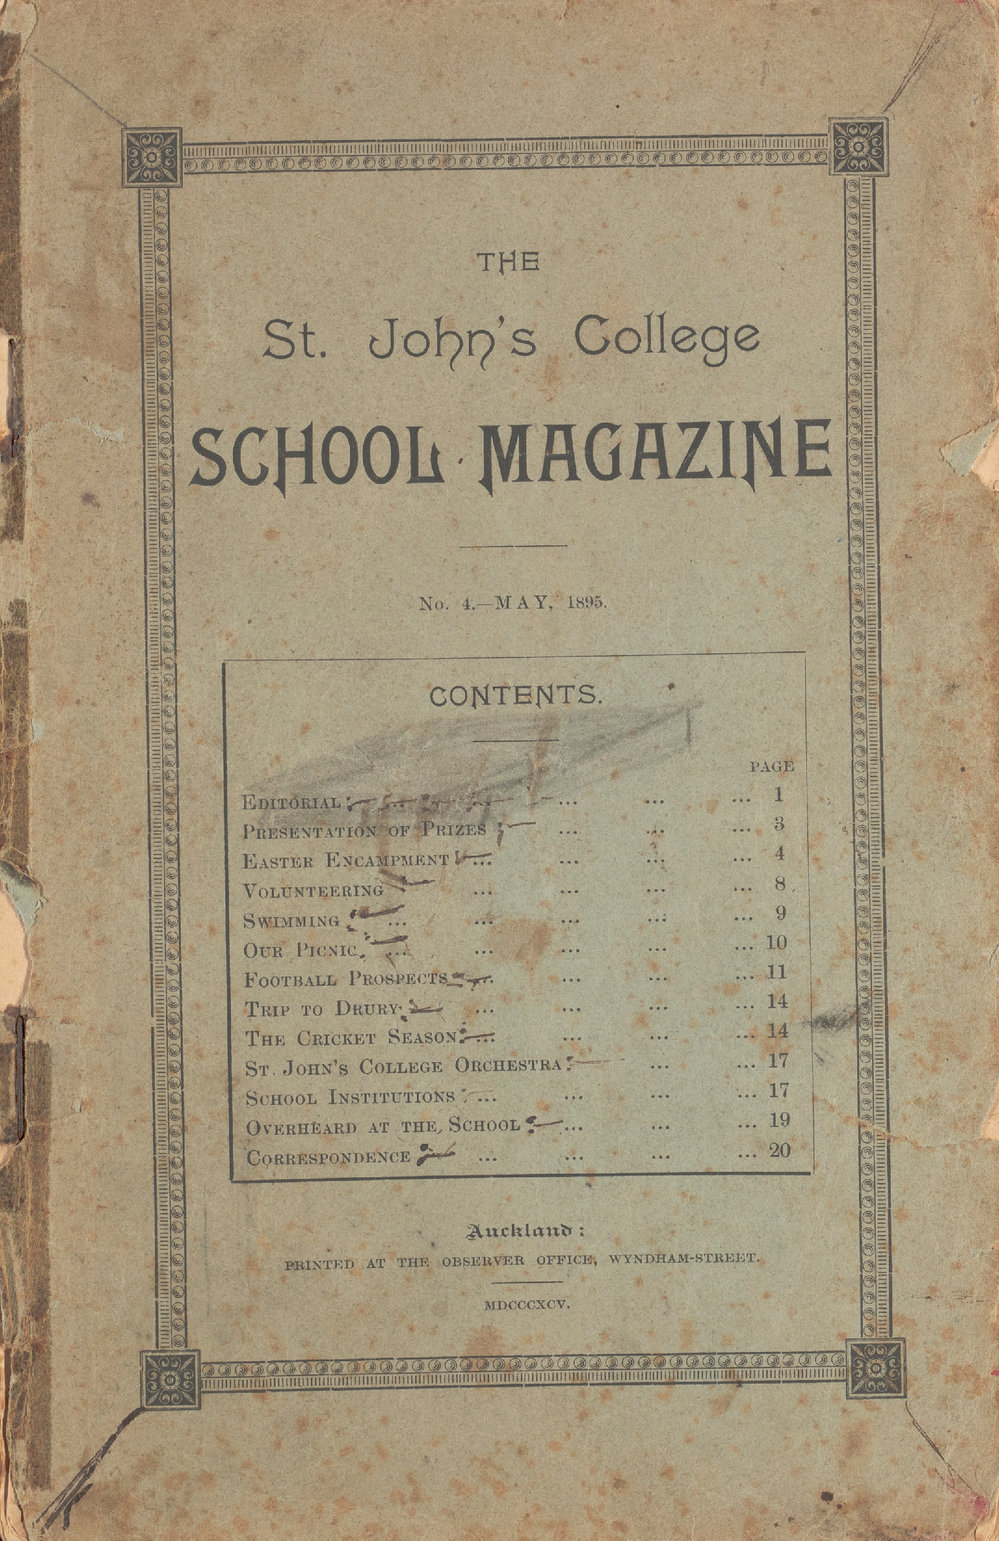 THE
St. John's College
SCHOOL MAGAZINE
No. 4.—MAY, 1895.
CONTENTS.
PAGE
EDITORIAL ... ... ... ... ... 1
PRESENTATION OF PRIZES ... ... ... 3
EASTER ENCAMPMENT ... ... ... ... 4
VOLUNTEERING ... ... ... ... 8
SWIMMING ... ... ... ... ... 9
OUR PICNIC ... ... ... ... ... 10
FOOTBALL PROSPECTS ... ... ... ... 11
TRIP TO DRURY ... ... ... ... 14
THE CRICKET SEASON ... ... ... ... 14
ST. JOHN'S COLLEGE ORCHESTRA ... ... 17
SCHOOL INSTITUTIONS ... ... ... ... 17
OVERHEARD AT THE SCHOOL ... ... ... 19
CORRESPONDENCE ... ... ... ... 20
Auckland:
PRINTED AT THE OBSERVER OFFICE, WYNDHAM-STREET.
MDCCCXCV.